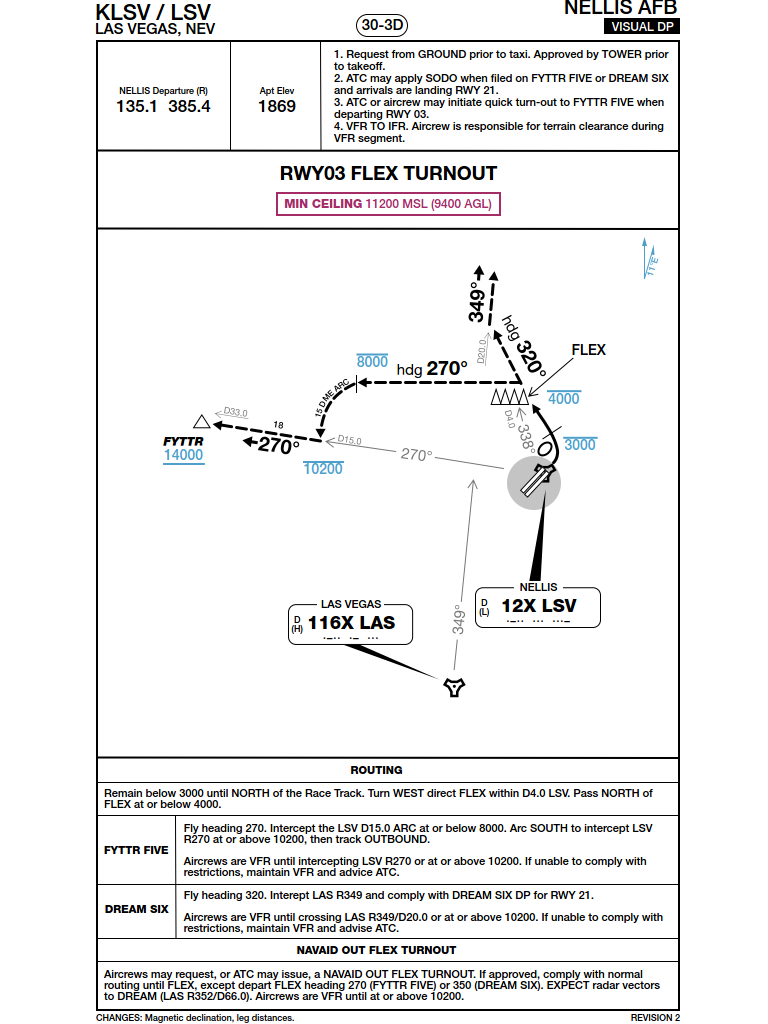 KLSV / LSV
LAS VEGAS, NEV
30-3D
NELLIS AFB
VISUAL DP
NELLIS Departure (R)
135.1 385.4
Apt Elev
1869
1. Request from GROUND prior to taxi. Approved by TOWER prior
to takeoff.
2. ATC may apply SODO when filed on FYTTR FIVE or DREAM SIX
and arrivals are landing RWY 21.
3. ATC or aircrew may initiate quick turn-out to FYTTR FIVE when
departing RWY 03.
4. VFR TO IFR. Aircrew is responsible for terrain clearance during
VFR segment.
RWY03 FLEX TURNOUT
MIN CEILING 11200 MSL (9400 AGL)
11°E
349°
hdg 320°
D20.0
FLEX
8000
hdg 270°
4000
15 DME ARC
D33.0
18
D4.0
338°
3000
FYTTR
14000
270°
D15.0
10200
270°
NELLIS
D
(L)
12X LSV
LAS VEGAS
D
(H)
116X LAS
349°
ROUTING
Remain below 3000 until NORTH of the Race Track. Turn WEST direct FLEX within D4.0 LSV. Pass NORTH of
FLEX at or below 4000.
FYTTR FIVE
Fly heading 270. Intercept the LSV D15.0 ARC at or below 8000. Arc SOUTH to intercept LSV
R270 at or above 10200, then track OUTBOUND.
Aircrews are VFR until intercepting LSV R270 or at or above 10200. If unable to comply with
restrictions, maintain VFR and advice ATC.
DREAM SIX
Fly heading 320. Interept LAS R349 and comply with DREAM SIX DP for RWY 21.
Aircrews are VFR until crossing LAS R349/D20.0 or at or above 10200. If unable to comply with
restrictions, maintain VFR and advise ATC.
NAVAID OUT FLEX TURNOUT
Aircrews may request, or ATC may issue, a NAVAID OUT FLEX TURNOUT. If approved, comply with normal
routing until FLEX, except depart FLEX heading 270 (FYTTR FIVE) or 350 (DREAM SIX). EXPECT radar vectors
to DREAM (LAS R352/D66.0). Aircrews are VFR until at or above 10200.
CHANGES: Magnetic declination, leg distances.
REVISION 2